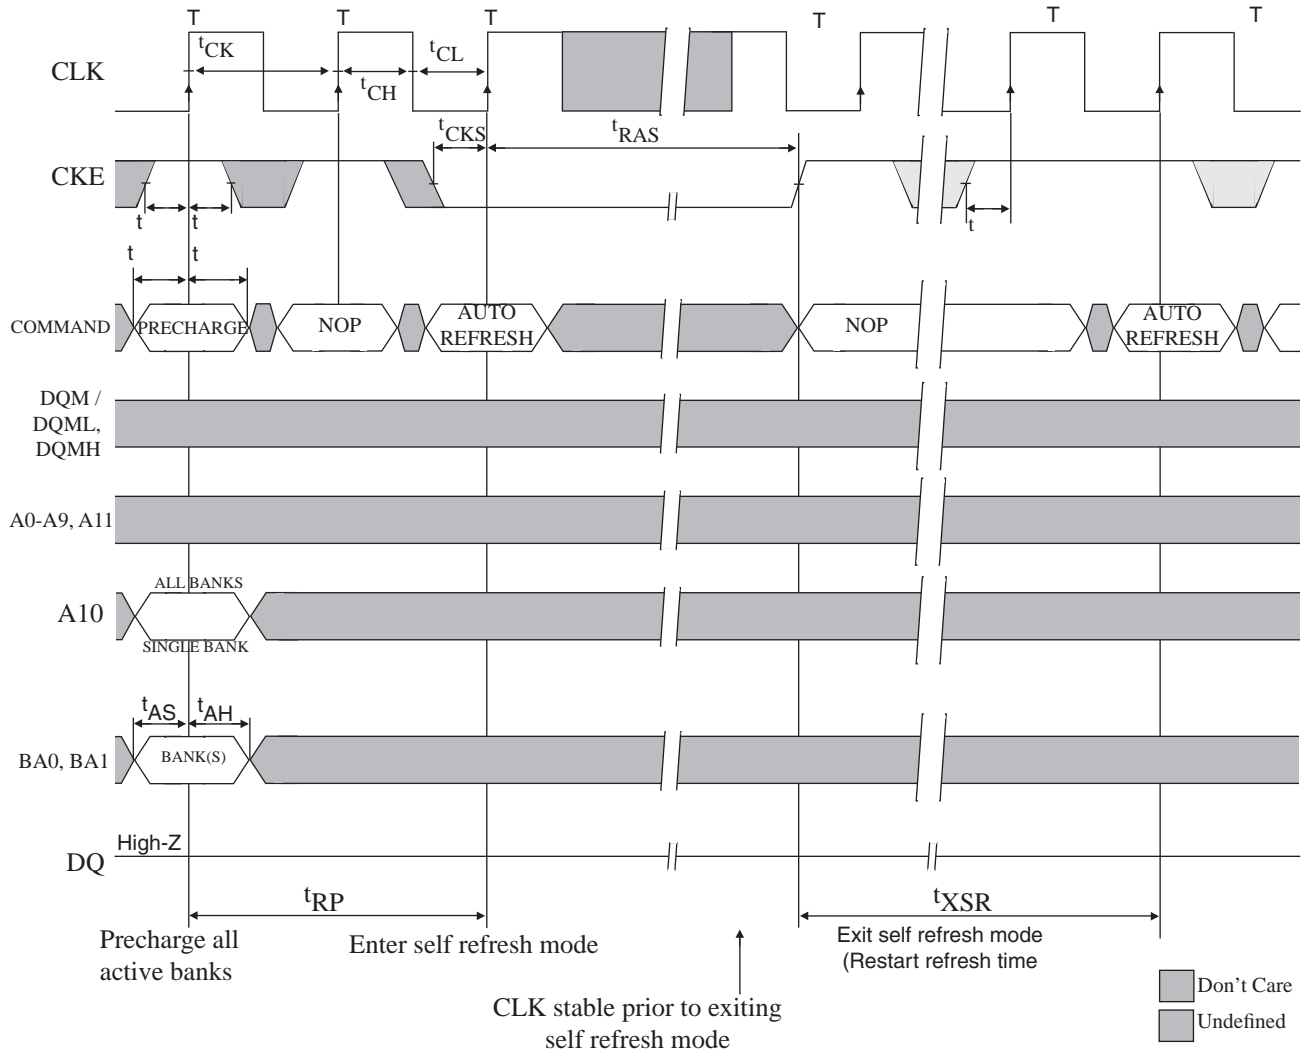 T T T T T T
tCK tCL
CLK
tCH
tCKS tRAS
CKE
t t t
t t
COMMAND PRECHARGE NOP AUTO REFRESH NOP AUTO REFRESH
DQM /
DQML,
DQMH
A0-A9, A11
ALL BANKS
A10
SINGLE BANK
tAS tAH
BA0, BA1 BANK(S)
High-Z
DQ
tRP tXSR
Precharge all
active banks
Enter self refresh mode
Exit self refresh mode
(Restart refresh time
CLK stable prior to exiting
self refresh mode
Don't Care
Undefined